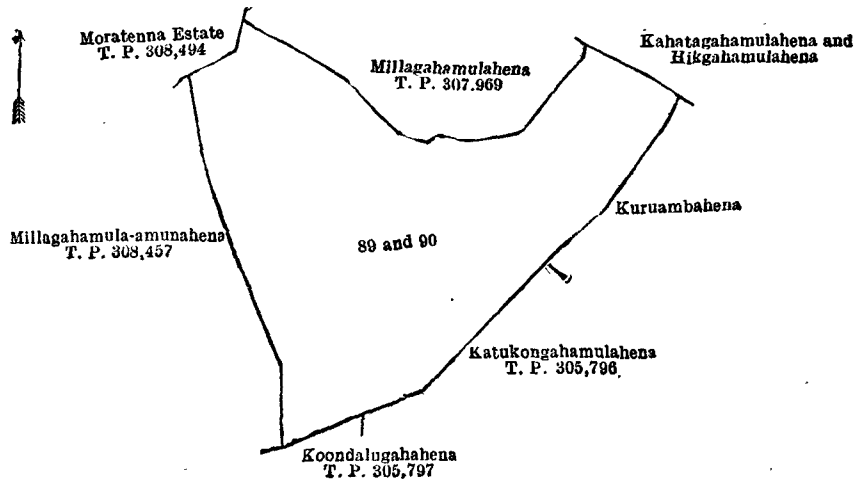 Moratenna Estate
T. P. 308,494
Kahatagahamulahena and
Hikgahamulahena
Millagahamulahena
T. P. 307.969
Kuruambahena
Millagahamula-amunahena
T. P. 308,457
89 and 90
Katukongahamulahena
T. P. 305,796
Koondalugahahena
T. P. 305,797